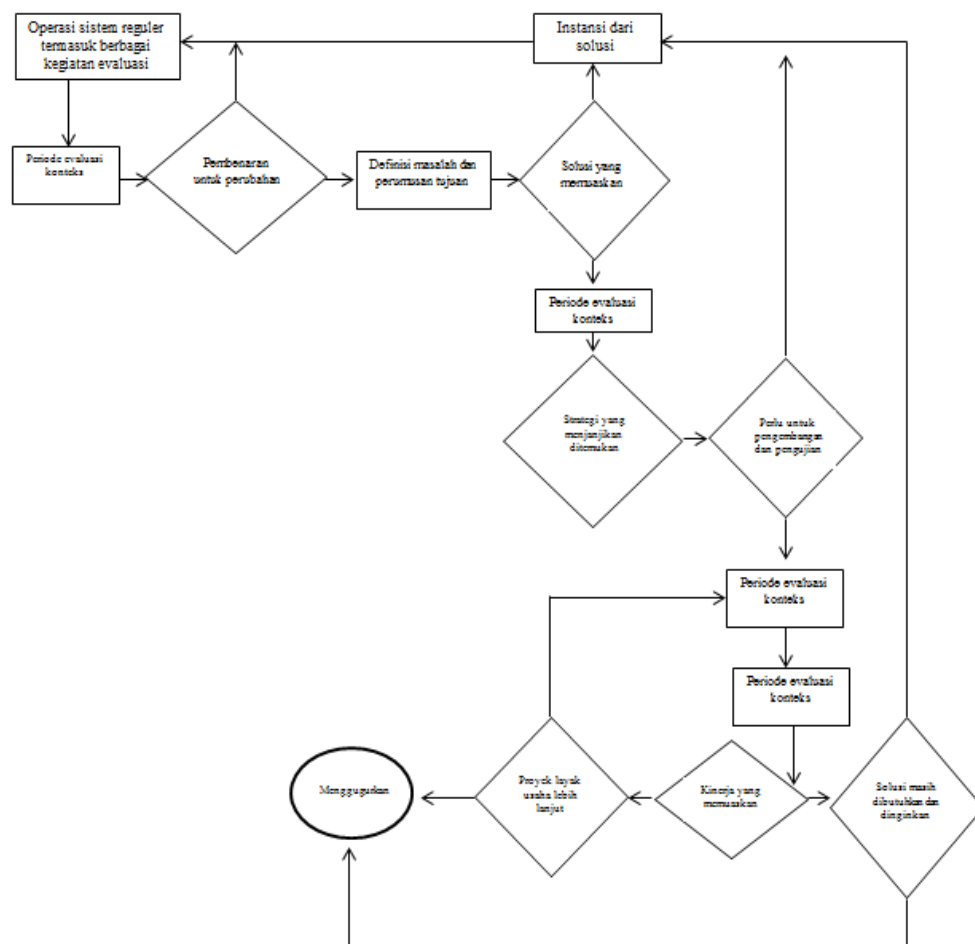 Operasi sistem reguler
termasuk berbagai
kegiatan evaluasi
Instansi dari
solusi
Periode evaluasi
konteks
Pembenaran
untuk perubahan
Definisi masalah dan
perumusan tujuan
Solusi yang
memuaskan
Periode evaluasi
konteks
Strategi yang
menjanjikan
ditemukan
Perlu untuk
pengembangan
dan pengujian
Periode evaluasi
konteks
Periode evaluasi
konteks
Menggugurkan
Proyek layak
usaha lebih
lanjut
Kinerja yang
memuaskan
Solusi masih
dibutuhkan dan
dinginkan